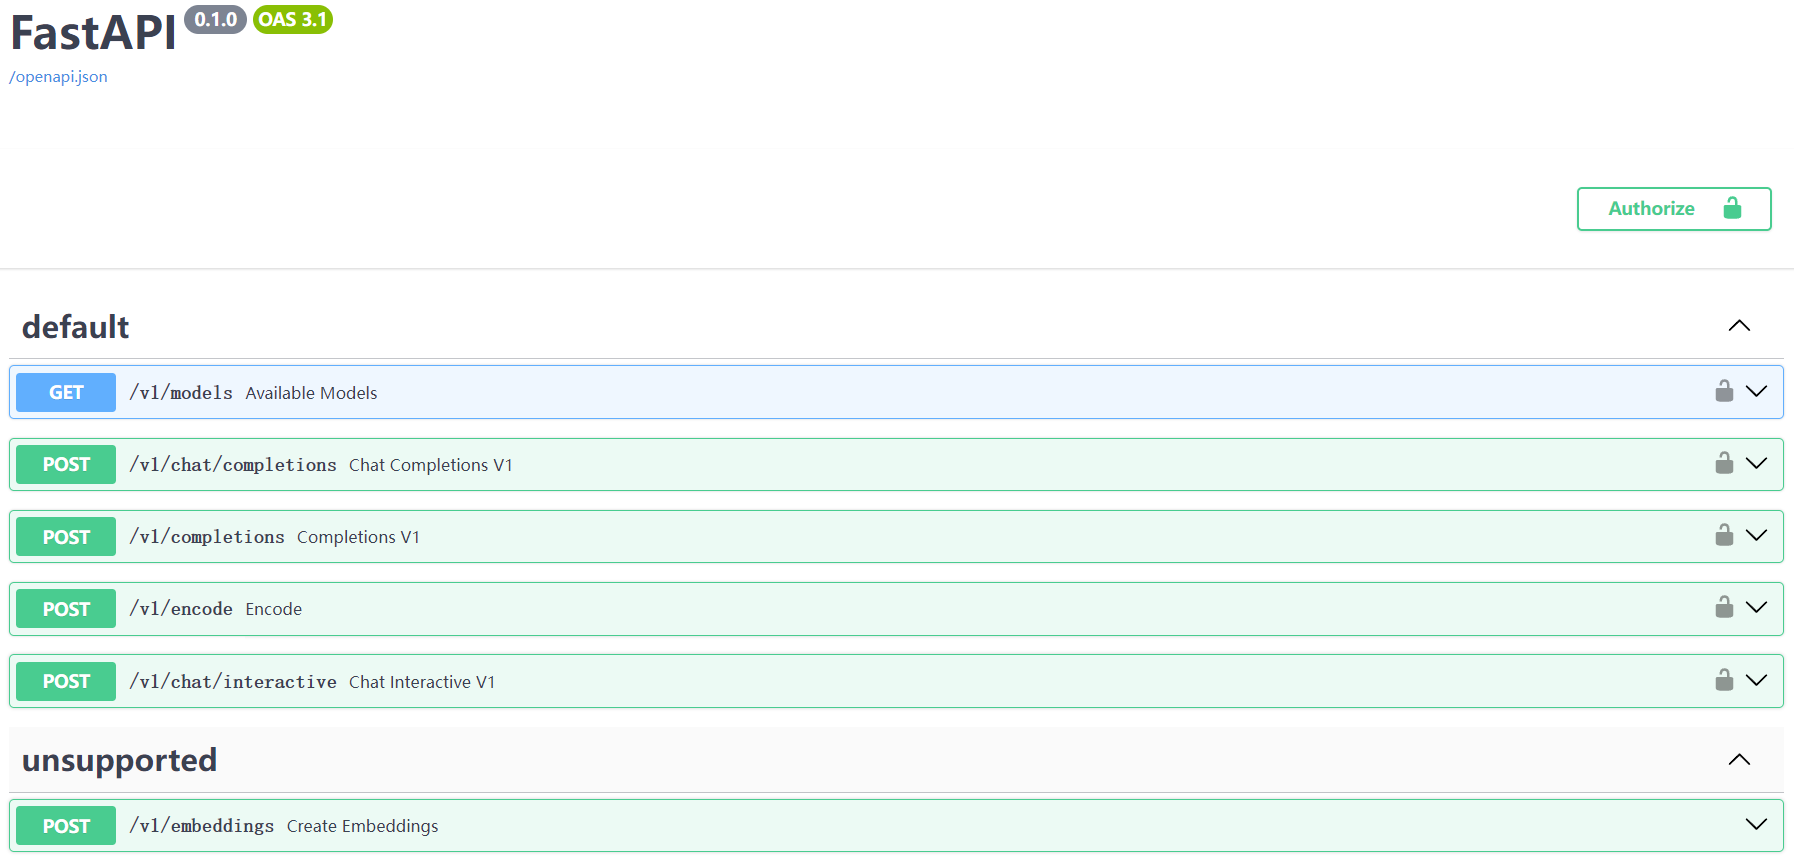 FastAPI 0.1.0 OAS 3.1
/openapi.json
Authorize
default
GET /v1/models Available Models
POST /v1/chat/completions Chat Completions V1
POST /v1/completions Completions V1
POST /v1/encode Encode
POST /v1/chat/interactive Chat Interactive V1
unsupported
POST /v1/embeddings Create Embeddings